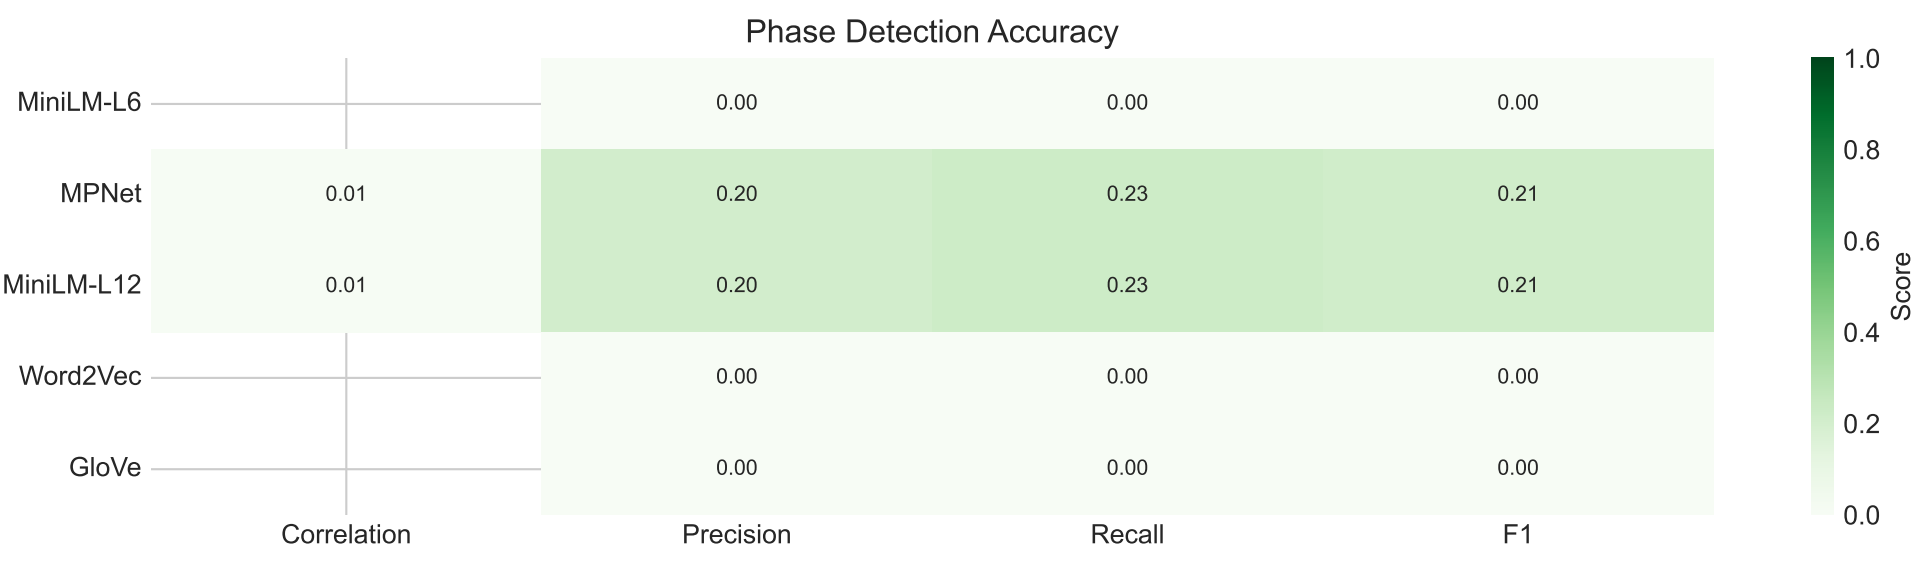 Phase Detection Accuracy
MiniLM-L6 0.00 0.00 0.00
MPNet 0.01 0.20 0.23 0.21
MiniLM-L12 0.01 0.20 0.23 0.21
Word2Vec 0.00 0.00 0.00
GloVe 0.00 0.00 0.00
Correlation Precision Recall F1
1.0
0.8
0.6
0.4
0.2
0.0
Score